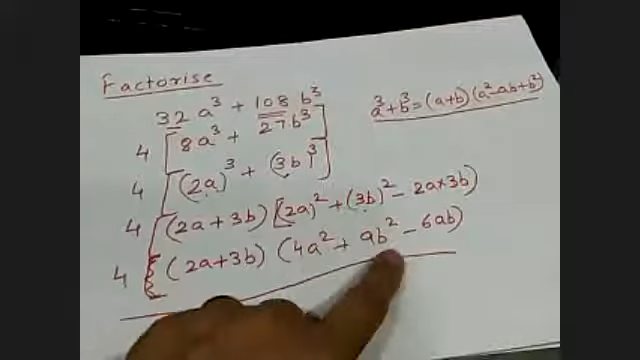 Factorise
32 a³ + 108 b³
a³+b³=(a+b)(a²-ab+b²)
4 [8a³ + 27b³]
4 [(2a)³ + (3b)³]
4 [(2a+3b) [2a)² + (3b)² - 2a×3b)
4 (2a+3b) (4a² + 9b² - 6ab)